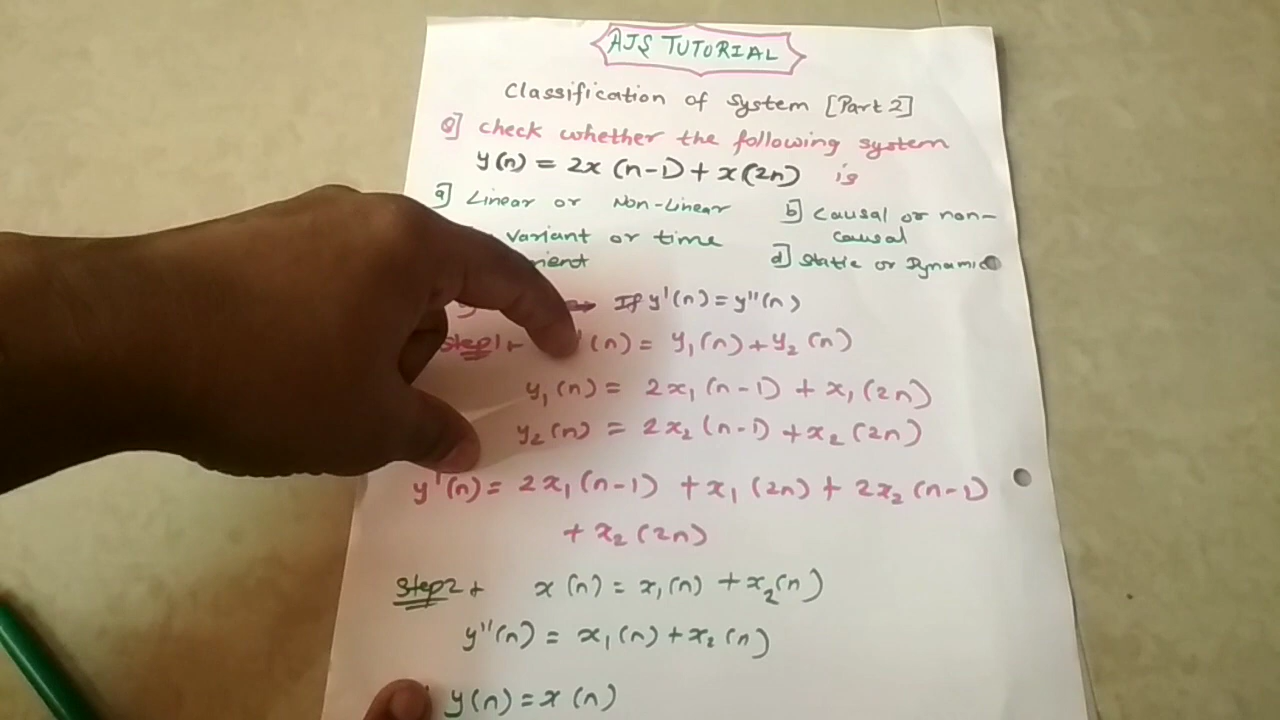 AJS TUTORIAL
Classification of System [Part 2]
Q] check whether the following system
y(n) = 2x(n-1) + x(2n) is
a] Linear or Non-Linear
b] causal or non-
causal
variant or time
d] Static or Dynamic
→ If y'(n) = y''(n)
Step1+ '(n) = y₁(n) + y₂(n)
y₁(n) = 2x₁(n-1) + x₁(2n)
y₂(n) = 2x₂(n-1) + x₂(2n)
y'(n) = 2x₁(n-1) + x₁(2n) + 2x₂(n-1)
+ x₂(2n)
Step2+ x(n) = x₁(n) + x₂(n)
y''(n) = x₁(n) + x₂(n)
y(n) = x(n)